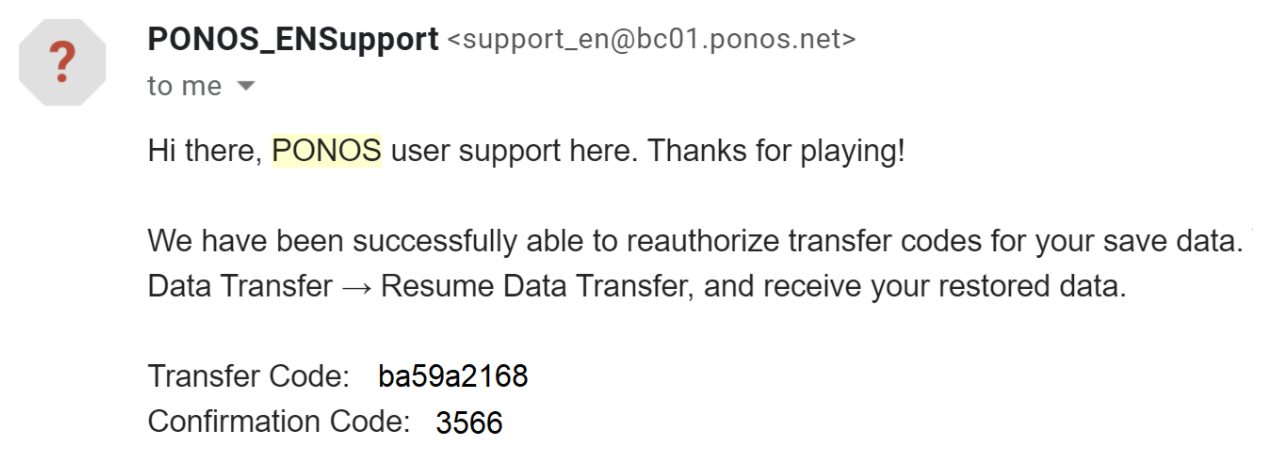 PONOS_ENSupport <support_en@bc01.ponos.net>
to me
Hi there, PONOS user support here. Thanks for playing!
We have been successfully able to reauthorize transfer codes for your save data.
Data Transfer → Resume Data Transfer, and receive your restored data.
Transfer Code: ba59a2168
Confirmation Code: 3566